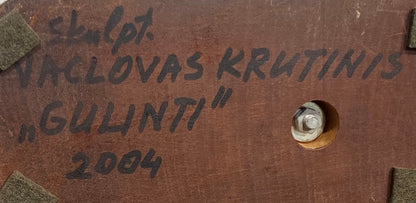 skulpt.
VACLOVAS KRUTINIS
„GULINTI”
2004